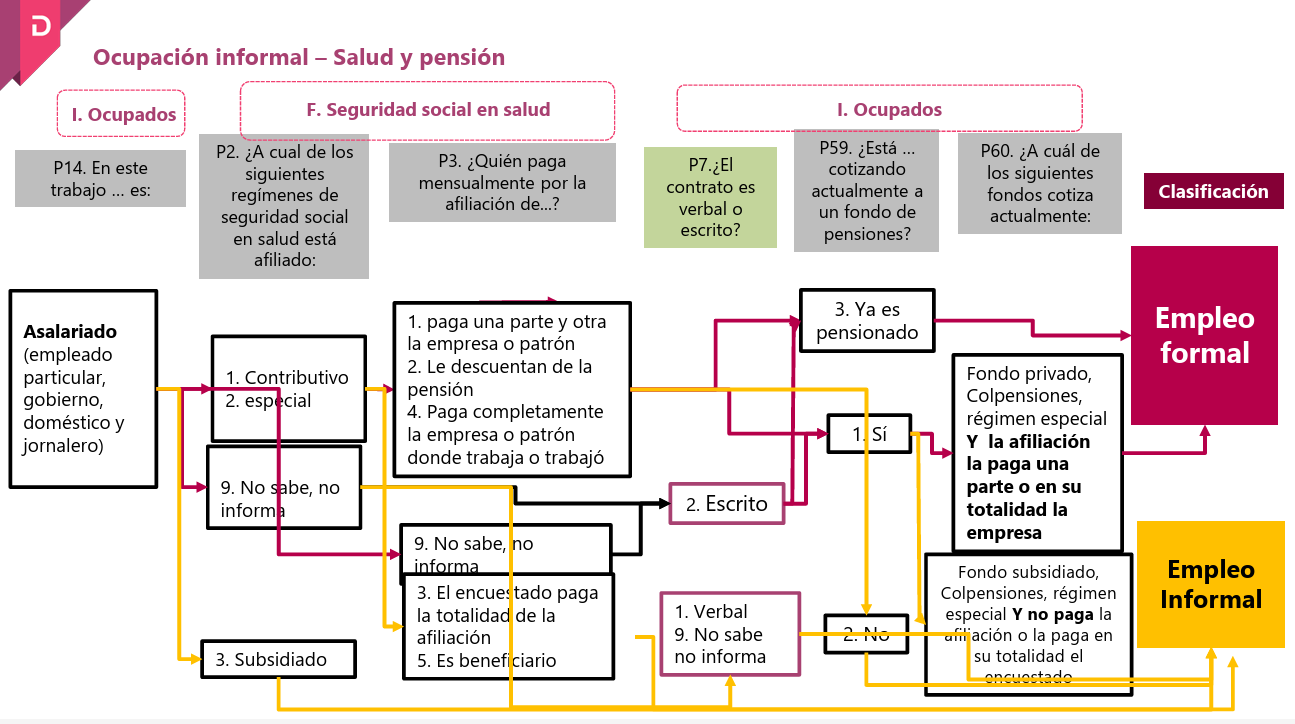 D
Ocupación informal – Salud y pensión
I. Ocupados
F. Seguridad social en salud
I. Ocupados
P14. En este
trabajo ... es:
P2. ¿A cual de los
siguientes
regímenes de
seguridad social
en salud está
afiliado:
P3. ¿Quién paga
mensualmente por la
afiliación de...?
P7.¿El
contrato es
verbal o
escrito?
P59. ¿Está ...
cotizando
actualmente a
un fondo de
pensiones?
P60. ¿A cuál de
los siguientes
fondos cotiza
actualmente:
Clasificación
Asalariado
(empleado
particular,
gobierno,
doméstico y
jornalero)
1. Contributivo
2. especial
9. No sabe, no
informa
3. Subsidiado
1. paga una parte y otra
la empresa o patrón
2. Le descuentan de la
pensión
4. Paga completamente
la empresa o patrón
donde trabaja o trabajó
9. No sabe, no
informa
3. El encuestado paga
la totalidad de la
afiliación
5. Es beneficiario
2. Escrito
1. Verbal
9. No sabe
no informa
3. Ya es
pensionado
1. Sí
2. No
Fondo privado,
Colpensiones,
régimen especial
Y la afiliación
la paga una
parte o en su
totalidad la
empresa
Fondo subsidiado,
Colpensiones, régimen
especial Y no paga la
afiliación o la paga en
su totalidad el
encuestado
Empleo
formal
Empleo
Informal